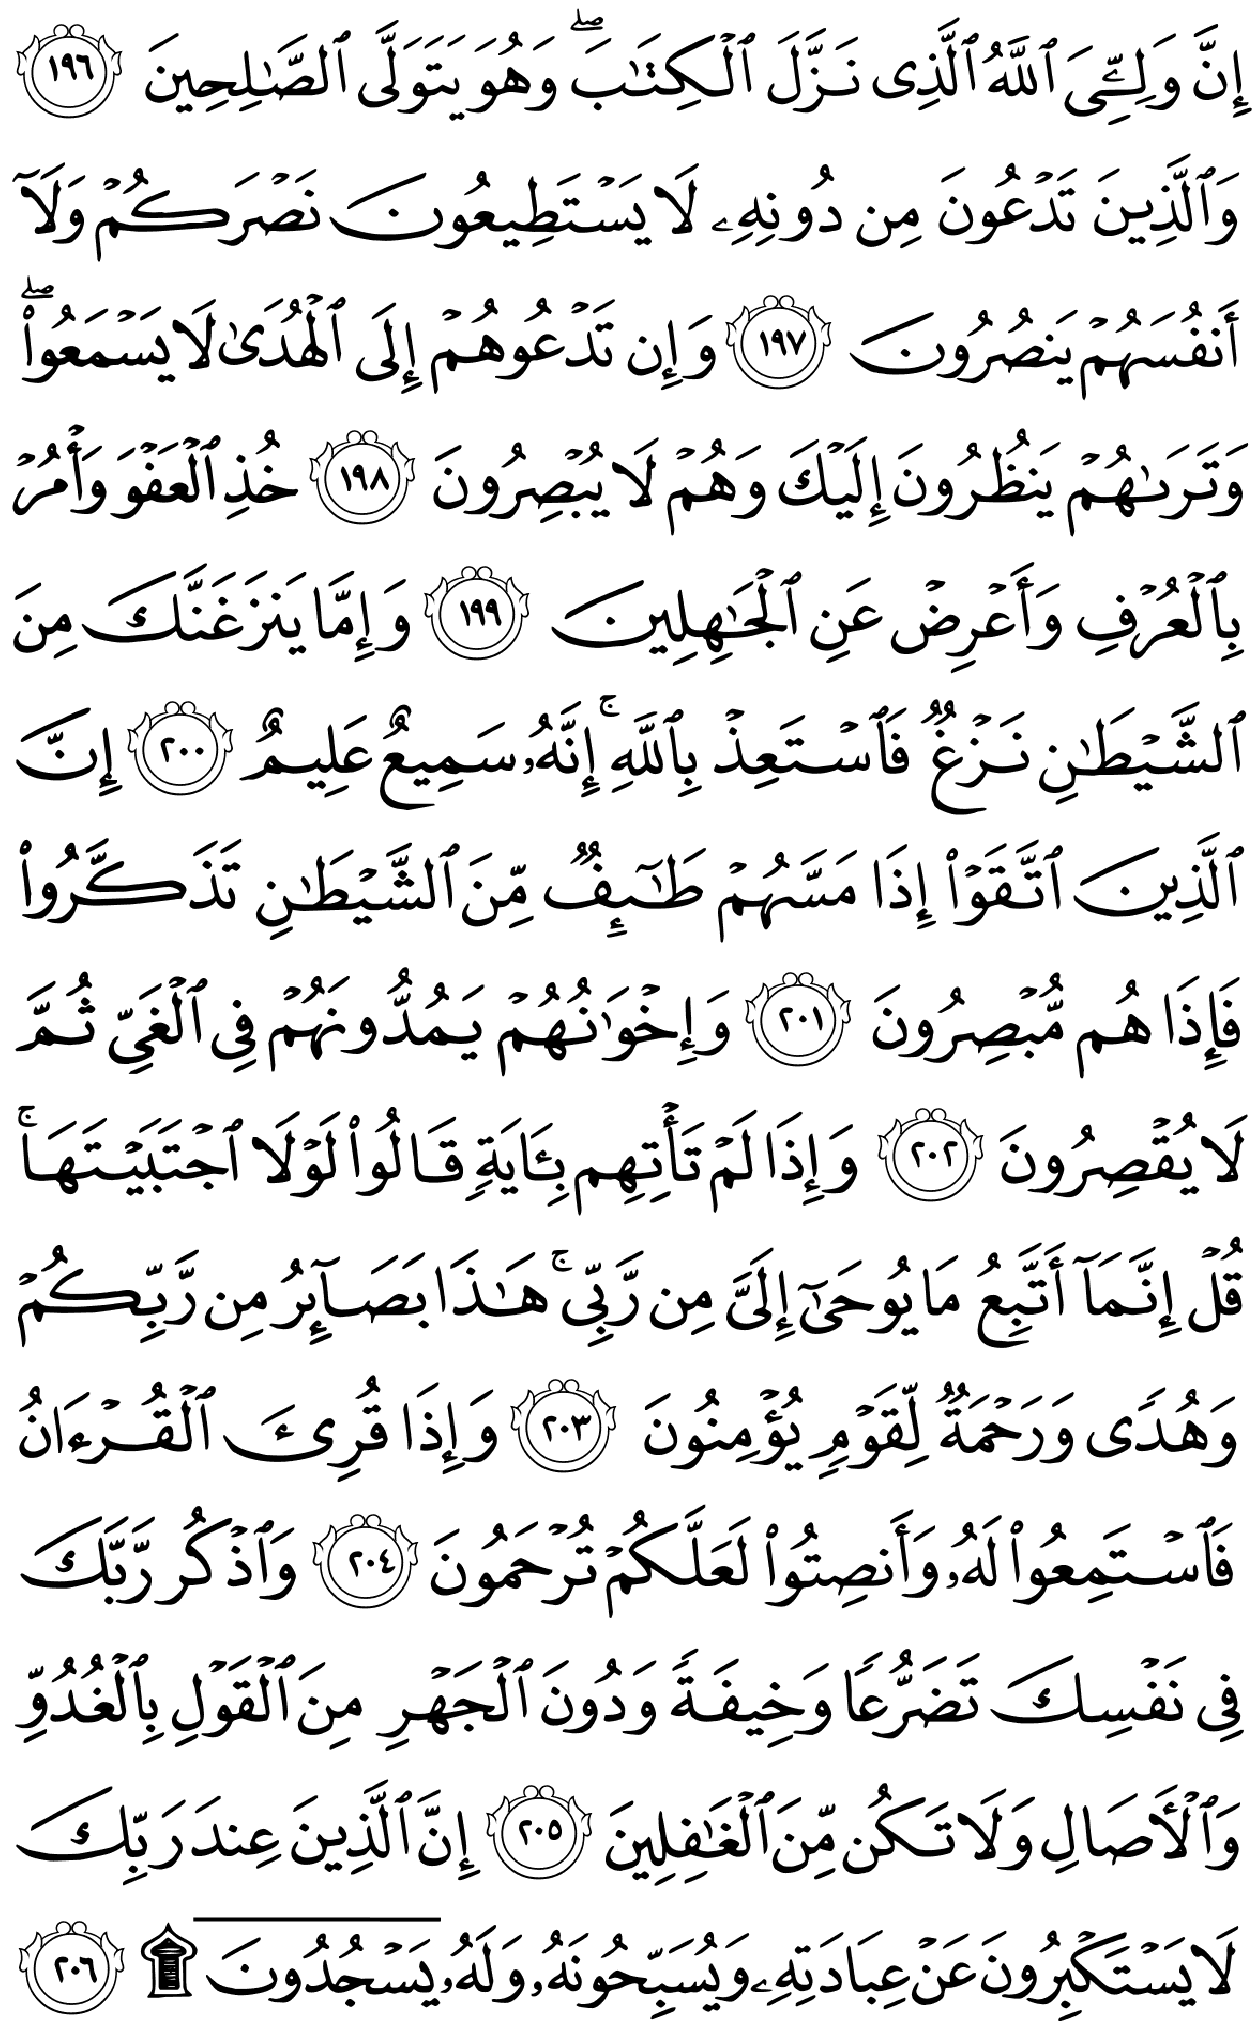 إِنَّ وَلِـِّۧىَ ٱللَّهُ ٱلَّذِى نَزَّلَ ٱلْكِتَـٰبَ ۖ وَهُوَ يَتَوَلَّى ٱلصَّـٰلِحِينَ ١٩٦
وَٱلَّذِينَ تَدْعُونَ مِن دُونِهِۦ لَا يَسْتَطِيعُونَ نَصْرَكُمْ وَلَآ
أَنفُسَهُمْ يَنصُرُونَ ١٩٧ وَإِن تَدْعُوهُمْ إِلَى ٱلْهُدَىٰ لَا يَسْمَعُوا۟ ۖ
وَتَرَىٰهُمْ يَنظُرُونَ إِلَيْكَ وَهُمْ لَا يُبْصِرُونَ ١٩٨ خُذِ ٱلْعَفْوَ وَأْمُرْ
بِٱلْعُرْفِ وَأَعْرِضْ عَنِ ٱلْجَـٰهِلِينَ ١٩٩ وَإِمَّا يَنزَغَنَّكَ مِنَ
ٱلشَّيْطَـٰنِ نَزْغٌ فَٱسْتَعِذْ بِٱللَّهِ ۚ إِنَّهُۥ سَمِيعٌ عَلِيمٌ ٢٠٠ إِنَّ
ٱلَّذِينَ ٱتَّقَوْا۟ إِذَا مَسَّهُمْ طَـٰٓئِفٌ مِّنَ ٱلشَّيْطَـٰنِ تَذَكَّرُوا۟
فَإِذَا هُم مُّبْصِرُونَ ٢٠١ وَإِخْوَٰنُهُمْ يَمُدُّونَهُمْ فِى ٱلْغَىِّ ثُمَّ
لَا يُقْصِرُونَ ٢٠٢ وَإِذَا لَمْ تَأْتِهِم بِـَٔايَةٍ قَالُوا۟ لَوْلَا ٱجْتَبَيْتَهَا ۚ
قُلْ إِنَّمَآ أَتَّبِعُ مَا يُوحَىٰٓ إِلَىَّ مِن رَّبِّى ۚ هَـٰذَا بَصَآئِرُ مِن رَّبِّكُمْ
وَهُدًى وَرَحْمَةٌ لِّقَوْمٍ يُؤْمِنُونَ ٢٠٣ وَإِذَا قُرِئَ ٱلْقُرْءَانُ
فَٱسْتَمِعُوا۟ لَهُۥ وَأَنصِتُوا۟ لَعَلَّكُمْ تُرْحَمُونَ ٢٠٤ وَٱذْكُر رَّبَّكَ
فِى نَفْسِكَ تَضَرُّعًا وَخِيفَةً وَدُونَ ٱلْجَهْرِ مِنَ ٱلْقَوْلِ بِٱلْغُدُوِّ
وَٱلْـَٔاصَالِ وَلَا تَكُن مِّنَ ٱلْغَـٰفِلِينَ ٢٠٥ إِنَّ ٱلَّذِينَ عِندَ رَبِّكَ
لَا يَسْتَكْبِرُونَ عَنْ عِبَادَتِهِۦ وَيُسَبِّحُونَهُۥ وَلَهُۥ يَسْجُدُونَ ۩ ٢٠٦